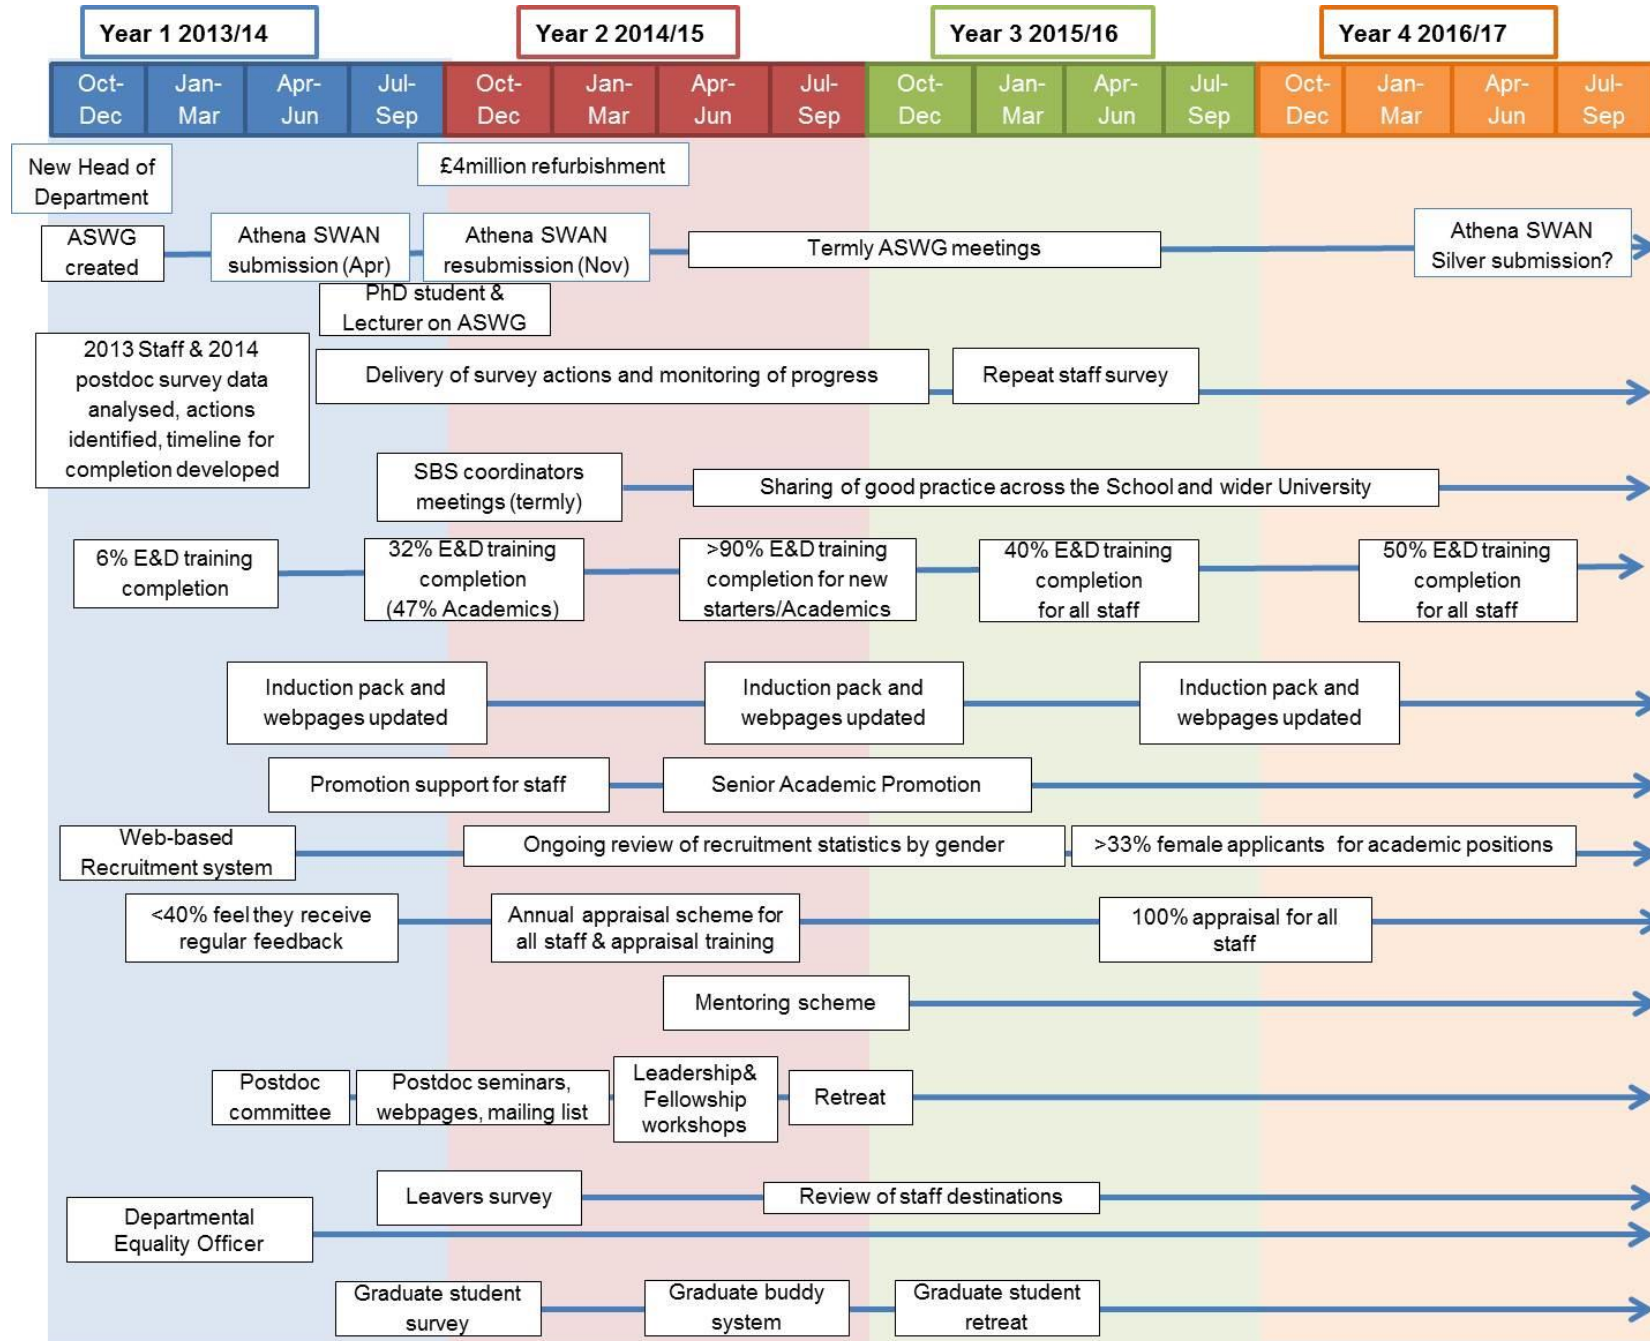 Year 1 2013/14
Year 2 2014/15
Year 3 2015/16
Year 4 2016/17
Oct-
Dec
Jan-
Mar
Apr-
Jun
Jul-
Sep
Oct-
Dec
Jan-
Mar
Apr-
Jun
Jul-
Sep
Oct-
Dec
Jan-
Mar
Apr-
Jun
Jul-
Sep
Oct-
Dec
Jan-
Mar
Apr-
Jun
Jul-
Sep
New Head of
Department
£4million refurbishment
ASWG
created
Athena SWAN
submission (Apr)
Athena SWAN
resubmission (Nov)
Termly ASWG meetings
Athena SWAN
Silver submission?
PhD student &
Lecturer on ASWG
2013 Staff & 2014
postdoc survey data
analysed, actions
identified, timeline for
completion developed
Delivery of survey actions and monitoring of progress
Repeat staff survey
SBS coordinators
meetings (termly)
Sharing of good practice across the School and wider University
6% E&D training
completion
32% E&D training
completion
(47% Academics)
>90% E&D training
completion for new
starters/Academics
40% E&D training
completion
for all staff
50% E&D training
completion
for all staff
Induction pack and
webpages updated
Induction pack and
webpages updated
Induction pack and
webpages updated
Promotion support for staff
Senior Academic Promotion
Web-based
Recruitment system
Ongoing review of recruitment statistics by gender
>33% female applicants for academic positions
<40% feel they receive
regular feedback
Annual appraisal scheme for
all staff & appraisal training
100% appraisal for all
staff
Mentoring scheme
Postdoc
committee
Postdoc seminars,
webpages, mailing list
Leadership&
Fellowship
workshops
Retreat
Leavers survey
Review of staff destinations
Departmental
Equality Officer
Graduate student
survey
Graduate buddy
system
Graduate student
retreat